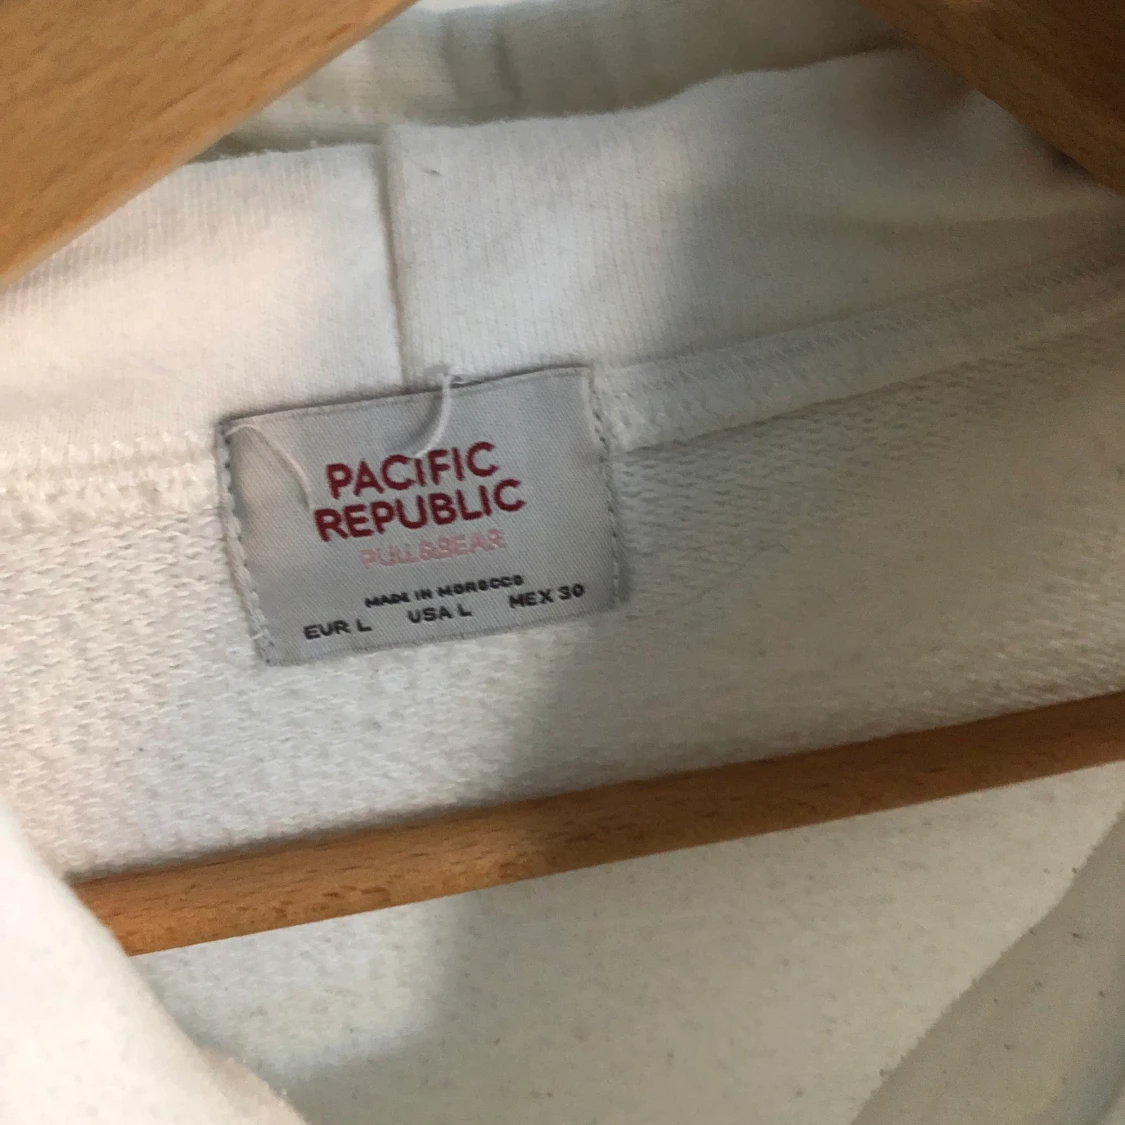 PACIFIC
REPUBLIC
PULL&BEAR
MADE IN MOROCCO
EUR L USA L MEX 30